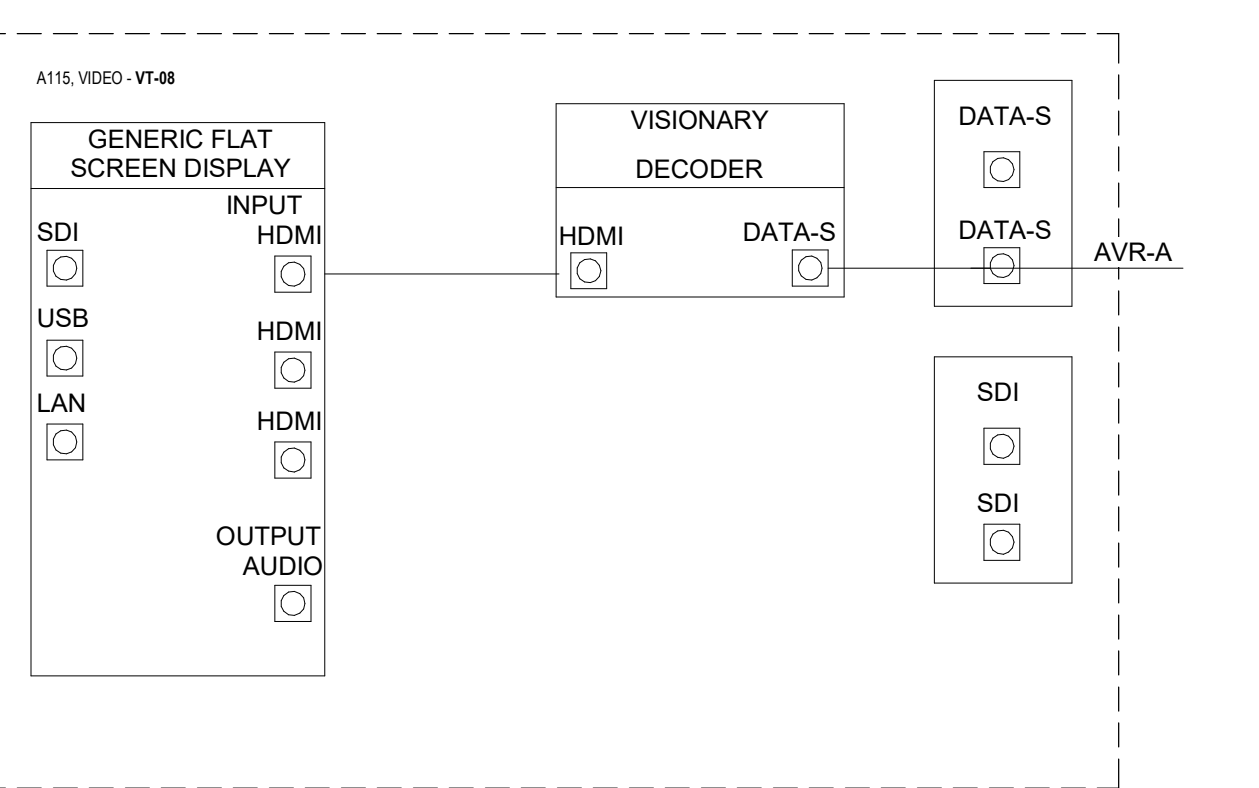 A115, VIDEO - VT-08
GENERIC FLAT
SCREEN DISPLAY
INPUT
SDI
HDMI
USB
HDMI
LAN
HDMI
OUTPUT
AUDIO
VISIONARY
DECODER
HDMI
DATA-S
DATA-S
DATA-S
AVR-A
SDI
SDI